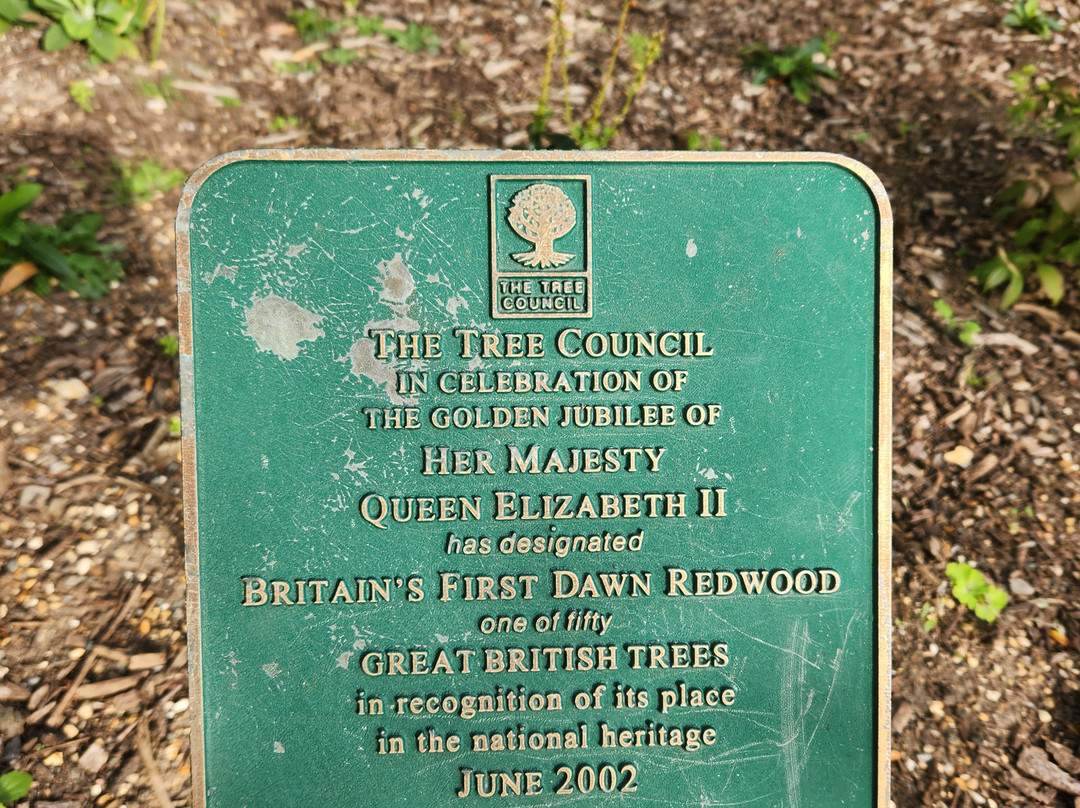 THE TREE
COUNCIL
THE TREE COUNCIL
IN CELEBRATION OF
THE GOLDEN JUBILEE OF
HER MAJESTY
QUEEN ELIZABETH II
has designated
BRITAIN'S FIRST DAWN REDWOOD
one of fifty
GREAT BRITISH TREES
in recognition of its place
in the national heritage
JUNE 2002